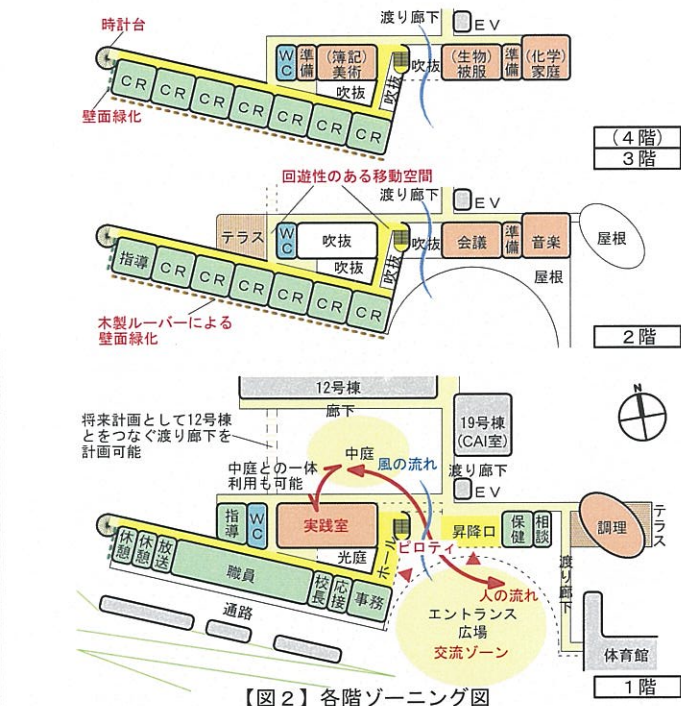 時計台
渡り廊下
EV
WC
準備
(簿記)
美術
吹抜
吹抜
吹抜
(生物)
被服
準備
(化学)
家庭
CR
CR
CR
CR
CR
CR
CR
壁面緑化
(4階)
3階
回遊性のある移動空間
渡り廊下
EV
テラス
WC
吹抜
吹抜
吹抜
吹抜
会議
準備
音楽
屋根
屋根
指導
CR
CR
CR
CR
CR
CR
木製ルーバーによる
壁面緑化
2階
12号棟
廊下
将来計画として12号棟
とをつなぐ渡り廊下を
計画可能
中庭
中庭との一体
利用も可能
風の流れ
19号棟
(CAI室)
渡り廊下
EV
N
指導
WC
実践室
光庭
ホール
ピロティ
昇降口
保健
相談
調理
テラス
休憩
休憩
放送
職員
校長
応接
事務
通路
人の流れ
エントランス
広場
交流ゾーン
渡り廊下
体育館
1階
【図2】各階ゾーニング図